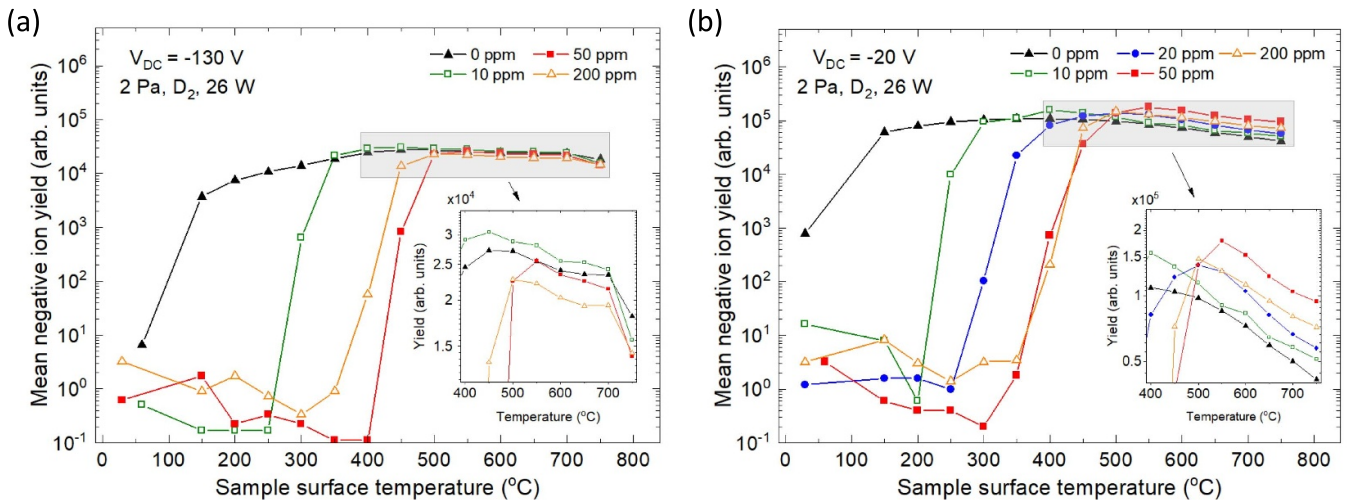 (a)
V_DC = -130 V
2 Pa, D₂, 26 W
0 ppm
50 ppm
10 ppm
200 ppm
Mean negative ion yield (arb. units)
10⁶
10⁵
10⁴
10³
10²
10¹
10⁰
10⁻¹
0 100 200 300 400 500 600 700 800
Sample surface temperature (°C)
×10⁴
Yield (arb. units)
3
2.5
2
1.5
400 500 600 700
Temperature (°C)
(b)
V_DC = -20 V
2 Pa, D₂, 26 W
0 ppm
20 ppm
200 ppm
10 ppm
50 ppm
Mean negative ion yield (arb. units)
10⁶
10⁵
10⁴
10³
10²
10¹
10⁰
10⁻¹
0 100 200 300 400 500 600 700 800
Sample surface temperature (°C)
Yield (arb. units)
2
1.5
1
0.5
400 500 600 700
Temperature (°C)